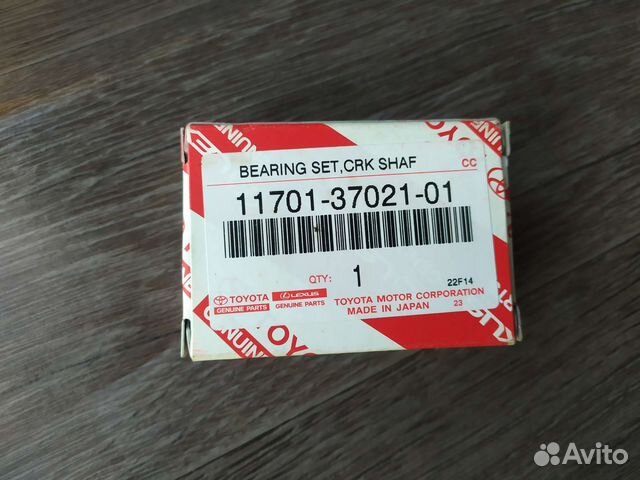 BEARING SET,CRK SHAF CC
11701-37021-01
QTY: 1
22F14
TOYOTA LEXUS TOYOTA MOTOR CORPORATION
GENUINE PARTS GENUINE PARTS MADE IN JAPAN 23
Avito